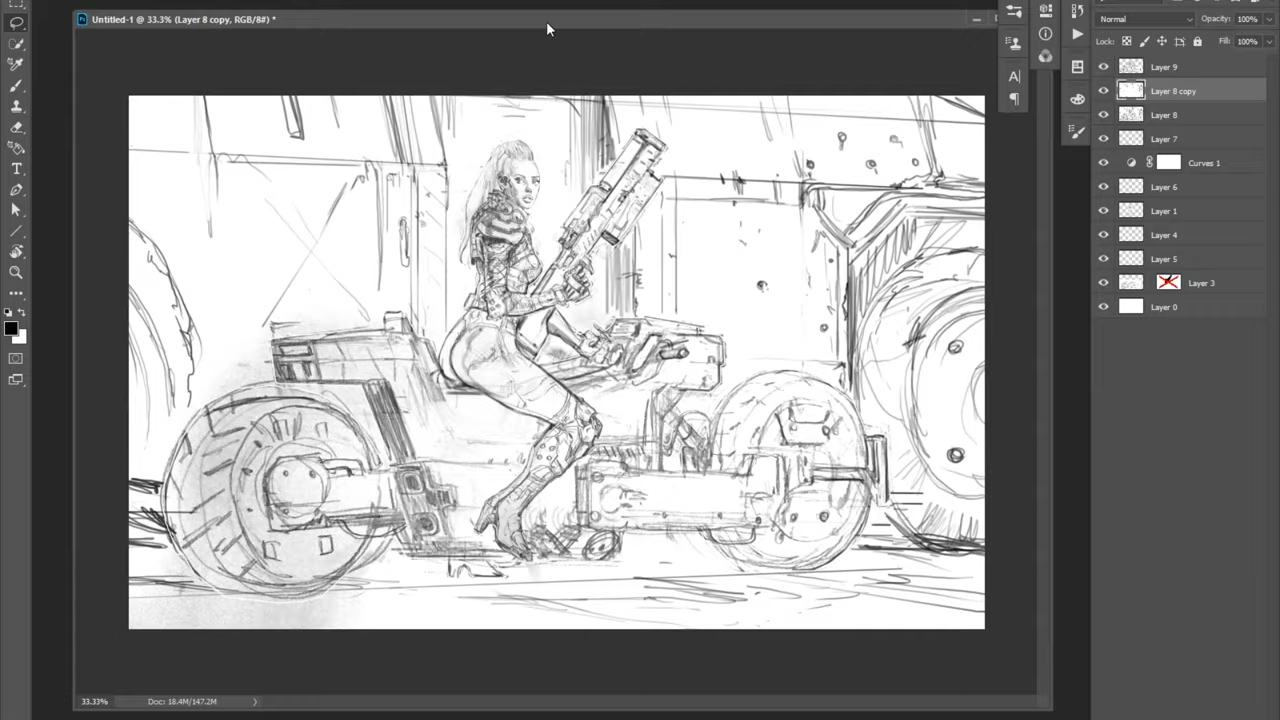 Untitled-1 @ 33.3% (Layer 8 copy, RGB/8#) *
Normal
Opacity: 100%
Lock:
Fill: 100%
Layer 9
Layer 8 copy
Layer 8
Layer 7
Curves 1
Layer 6
Layer 1
Layer 4
Layer 5
Layer 3
Layer 0
33.33%
Doc: 18.4M/147.2M